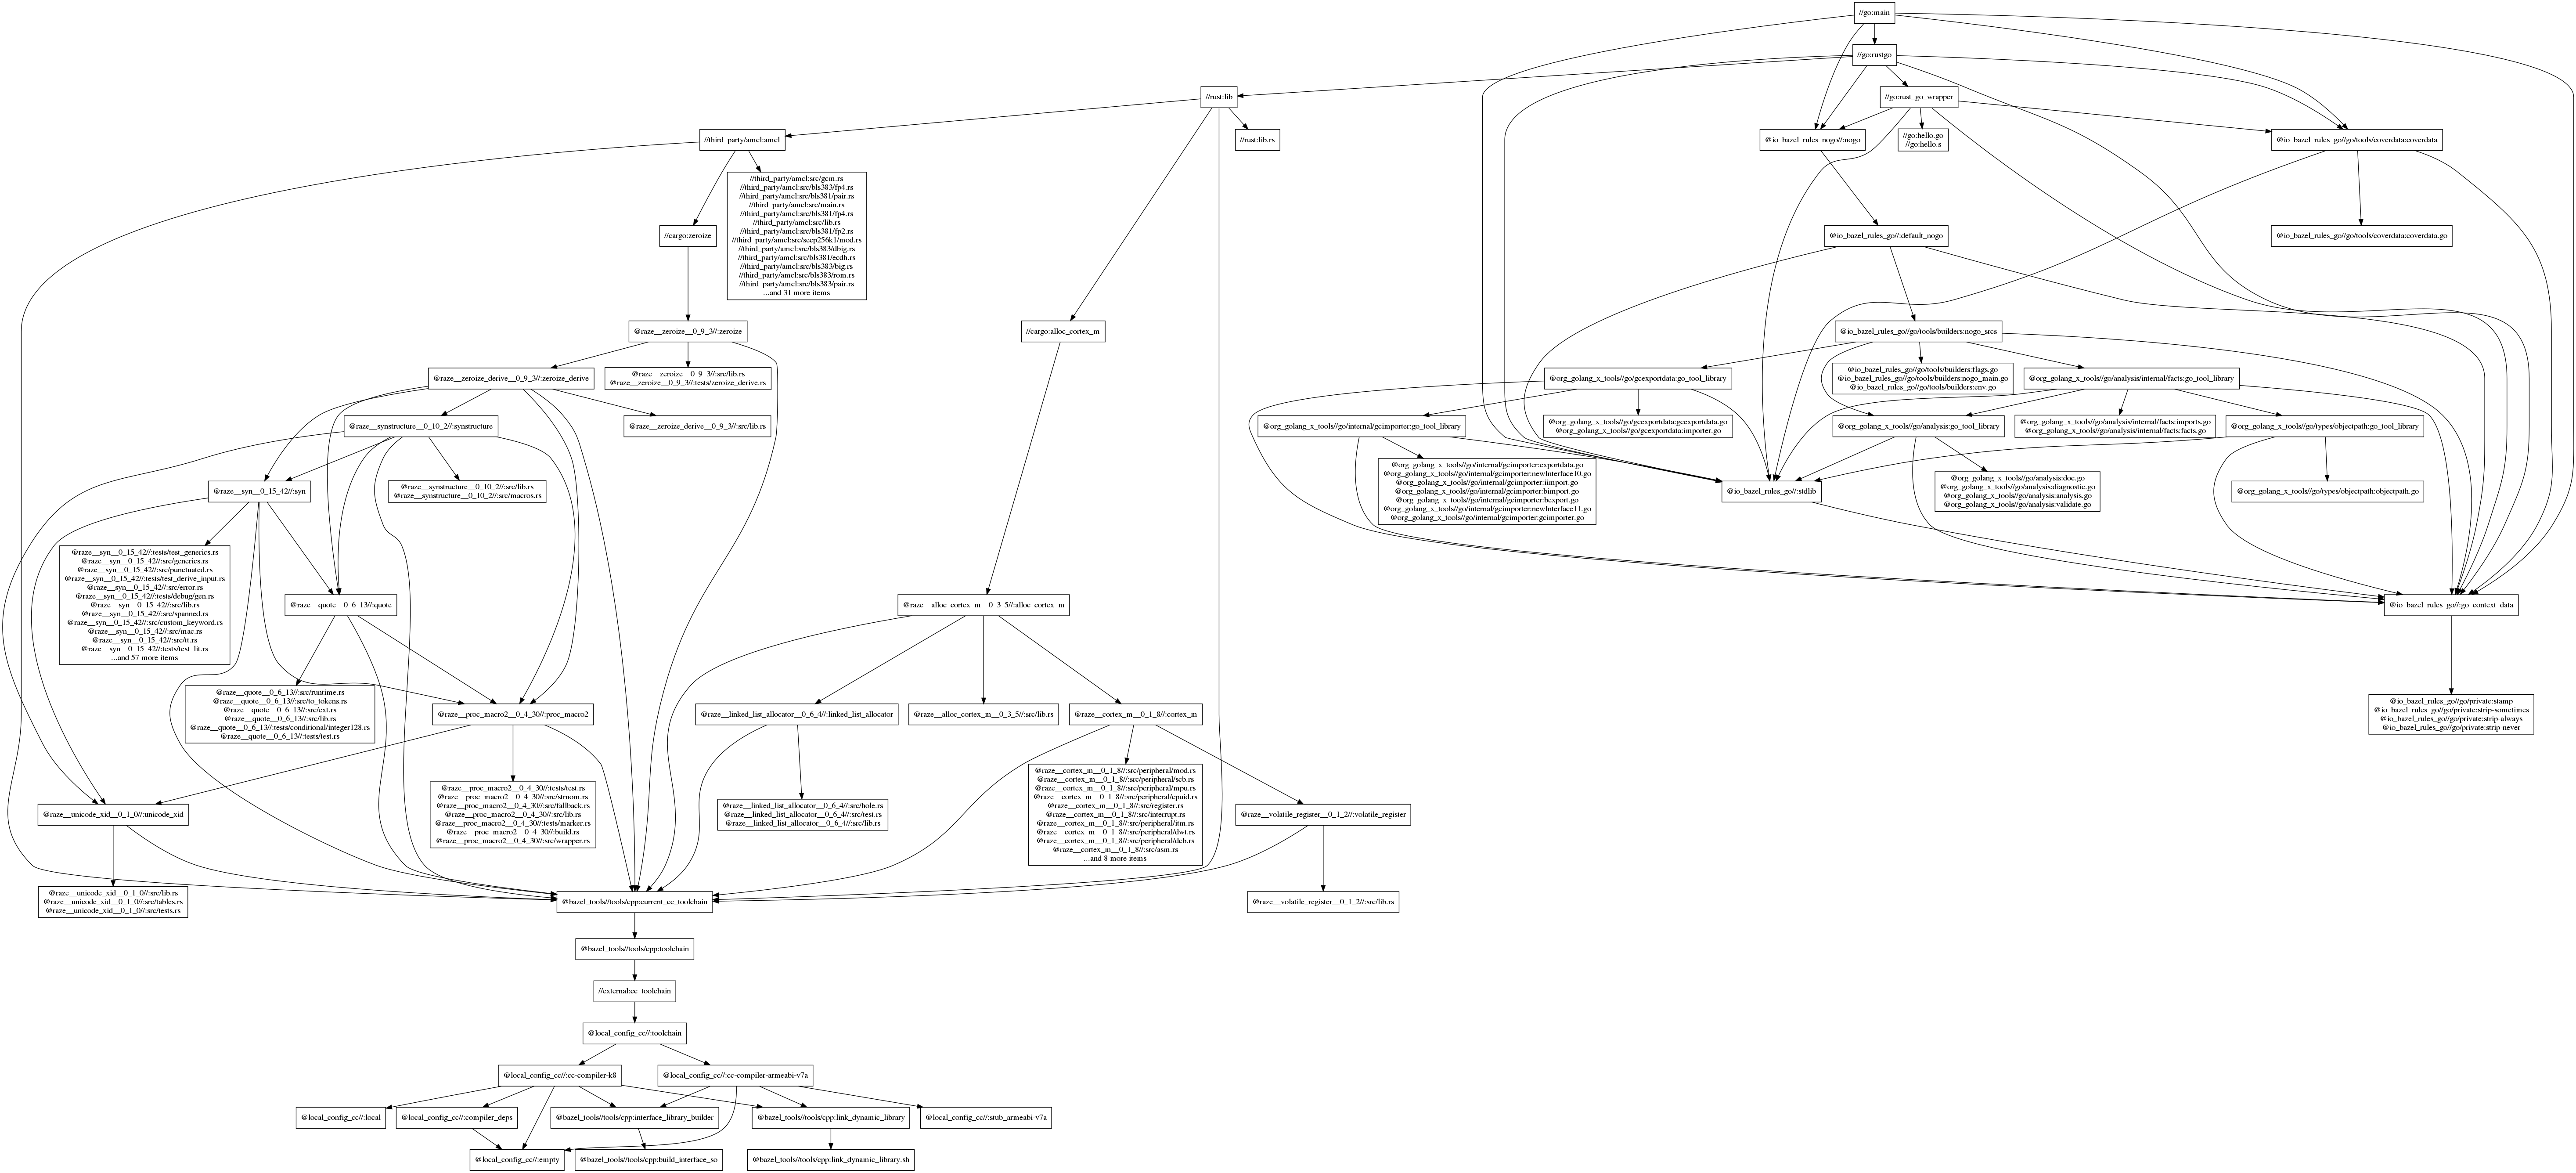 //go:main
//go:rustgo
//rust:lib
//go:rust_go_wrapper
//third_party/amcl:amcl
//rust:lib.rs
@io_bazel_rules_nogo//:nogo
//go:hello.go
//go:hello.s
@io_bazel_rules_go//go/tools/coverdata:coverdata
//third_party/amcl:src/gcm.rs
//third_party/amcl:src/bls383/fp4.rs
//third_party/amcl:src/bls381/pair.rs
//third_party/amcl:src/main.rs
//third_party/amcl:src/bls381/fp4.rs
//third_party/amcl:src/lib.rs
//third_party/amcl:src/bls381/fp2.rs
//third_party/amcl:src/secp256k1/mod.rs
//third_party/amcl:src/bls383/dbig.rs
//third_party/amcl:src/bls381/ecdh.rs
//third_party/amcl:src/bls383/big.rs
//third_party/amcl:src/bls383/rom.rs
//third_party/amcl:src/bls383/pair.rs
...and 31 more items
//cargo:zeroize
@io_bazel_rules_go//:default_nogo
@io_bazel_rules_go//go/tools/coverdata:coverdata.go
@raze__zeroize__0_9_3//:zeroize
//cargo:alloc_cortex_m
@io_bazel_rules_go//go/tools/builders:nogo_srcs
@raze__zeroize_derive__0_9_3//:zeroize_derive
@raze__zeroize__0_9_3//:src/lib.rs
@raze__zeroize__0_9_3//:tests/zeroize_derive.rs
@org_golang_x_tools//go/gcexportdata:go_tool_library
@io_bazel_rules_go//go/tools/builders:flags.go
@io_bazel_rules_go//go/tools/builders:nogo_main.go
@io_bazel_rules_go//go/tools/builders:env.go
@org_golang_x_tools//go/analysis/internal/facts:go_tool_library
@raze__synstructure__0_10_2//:synstructure
@raze__zeroize_derive__0_9_3//:src/lib.rs
@org_golang_x_tools//go/internal/gcimporter:go_tool_library
@org_golang_x_tools//go/gcexportdata:gcexportdata.go
@org_golang_x_tools//go/gcexportdata:importer.go
@org_golang_x_tools//go/analysis:go_tool_library
@org_golang_x_tools//go/analysis/internal/facts:imports.go
@org_golang_x_tools//go/analysis/internal/facts:facts.go
@org_golang_x_tools//go/types/objectpath:go_tool_library
@raze__syn__0_15_42//:syn
@raze__synstructure__0_10_2//:src/lib.rs
@raze__synstructure__0_10_2//:src/macros.rs
@org_golang_x_tools//go/internal/gcimporter:exportdata.go
@org_golang_x_tools//go/internal/gcimporter:newInterface10.go
@org_golang_x_tools//go/internal/gcimporter:iimport.go
@org_golang_x_tools//go/internal/gcimporter:bimport.go
@org_golang_x_tools//go/internal/gcimporter:bexport.go
@org_golang_x_tools//go/internal/gcimporter:newInterface11.go
@org_golang_x_tools//go/internal/gcimporter:gcimporter.go
@io_bazel_rules_go//:stdlib
@org_golang_x_tools//go/analysis:doc.go
@org_golang_x_tools//go/analysis:diagnostic.go
@org_golang_x_tools//go/analysis:analysis.go
@org_golang_x_tools//go/analysis:validate.go
@org_golang_x_tools//go/types/objectpath:objectpath.go
@raze__syn__0_15_42//:tests/test_generics.rs
@raze__syn__0_15_42//:src/generics.rs
@raze__syn__0_15_42//:src/punctuated.rs
@raze__syn__0_15_42//:tests/test_derive_input.rs
@raze__syn__0_15_42//:src/error.rs
@raze__syn__0_15_42//:tests/debug/gen.rs
@raze__syn__0_15_42//:src/lib.rs
@raze__syn__0_15_42//:src/spanned.rs
@raze__syn__0_15_42//:src/custom_keyword.rs
@raze__syn__0_15_42//:src/mac.rs
@raze__syn__0_15_42//:src/tt.rs
@raze__syn__0_15_42//:tests/test_lit.rs
...and 57 more items
@raze__quote__0_6_13//:quote
@raze__alloc_cortex_m__0_3_5//:alloc_cortex_m
@io_bazel_rules_go//:go_context_data
@raze__quote__0_6_13//:src/runtime.rs
@raze__quote__0_6_13//:src/to_tokens.rs
@raze__quote__0_6_13//:src/ext.rs
@raze__quote__0_6_13//:src/lib.rs
@raze__quote__0_6_13//:tests/conditional/integer128.rs
@raze__quote__0_6_13//:tests/test.rs
@raze__proc_macro2__0_4_30//:proc_macro2
@raze__linked_list_allocator__0_6_4//:linked_list_allocator
@raze__alloc_cortex_m__0_3_5//:src/lib.rs
@raze__cortex_m__0_1_8//:cortex_m
@io_bazel_rules_go//go/private:stamp
@io_bazel_rules_go//go/private:strip-sometimes
@io_bazel_rules_go//go/private:strip-always
@io_bazel_rules_go//go/private:strip-never
@raze__unicode_xid__0_1_0//:unicode_xid
@raze__proc_macro2__0_4_30//:tests/test.rs
@raze__proc_macro2__0_4_30//:src/strnom.rs
@raze__proc_macro2__0_4_30//:src/fallback.rs
@raze__proc_macro2__0_4_30//:src/lib.rs
@raze__proc_macro2__0_4_30//:tests/marker.rs
@raze__proc_macro2__0_4_30//:build.rs
@raze__proc_macro2__0_4_30//:src/wrapper.rs
@raze__linked_list_allocator__0_6_4//:src/hole.rs
@raze__linked_list_allocator__0_6_4//:src/test.rs
@raze__linked_list_allocator__0_6_4//:src/lib.rs
@raze__cortex_m__0_1_8//:src/peripheral/mod.rs
@raze__cortex_m__0_1_8//:src/peripheral/scb.rs
@raze__cortex_m__0_1_8//:src/peripheral/mpu.rs
@raze__cortex_m__0_1_8//:src/peripheral/cpuid.rs
@raze__cortex_m__0_1_8//:src/register.rs
@raze__cortex_m__0_1_8//:src/interrupt.rs
@raze__cortex_m__0_1_8//:src/peripheral/itm.rs
@raze__cortex_m__0_1_8//:src/peripheral/dwt.rs
@raze__cortex_m__0_1_8//:src/peripheral/dcb.rs
@raze__cortex_m__0_1_8//:src/asm.rs
...and 8 more items
@raze__volatile_register__0_1_2//:volatile_register
@raze__unicode_xid__0_1_0//:src/lib.rs
@raze__unicode_xid__0_1_0//:src/tables.rs
@raze__unicode_xid__0_1_0//:src/tests.rs
@bazel_tools//tools/cpp:current_cc_toolchain
@raze__volatile_register__0_1_2//:src/lib.rs
@bazel_tools//tools/cpp:toolchain
//external:cc_toolchain
@local_config_cc//:toolchain
@local_config_cc//:cc-compiler-k8
@local_config_cc//:cc-compiler-armeabi-v7a
@local_config_cc//:local
@local_config_cc//:compiler_deps
@bazel_tools//tools/cpp:interface_library_builder
@bazel_tools//tools/cpp:link_dynamic_library
@local_config_cc//:stub_armeabi-v7a
@local_config_cc//:empty
@bazel_tools//tools/cpp:build_interface_so
@bazel_tools//tools/cpp:link_dynamic_library.sh